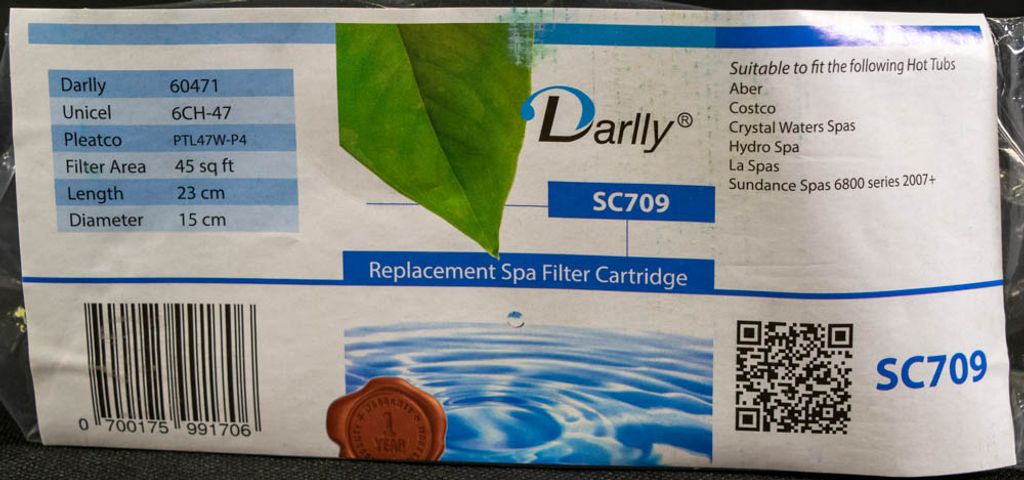 Darlly 60471
Unicel 6CH-47
Pleatco PTL47W-P4
Filter Area 45 sq ft
Length 23 cm
Diameter 15 cm
Darlly®
SC709
Replacement Spa Filter Cartridge
Suitable to fit the following Hot Tubs
Aber
Costco
Crystal Waters Spas
Hydro Spa
La Spas
Sundance Spas 6800 series 2007+
0 700175 991706
WARRANTY
1
YEAR
SC709